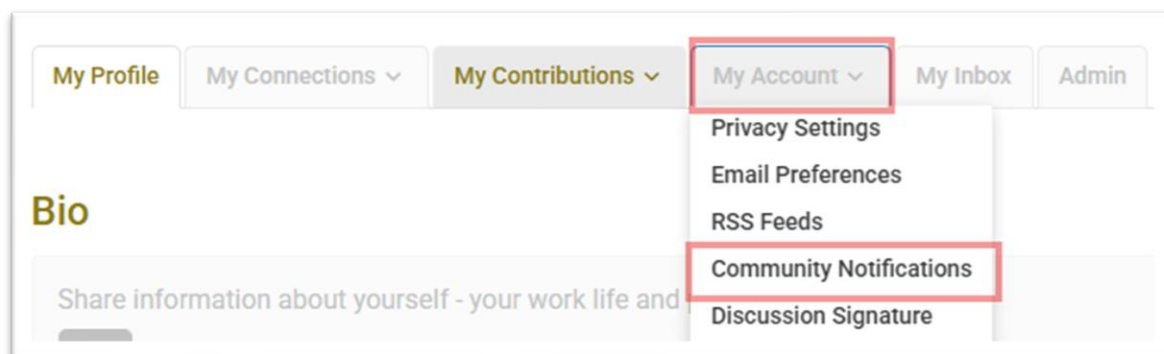 My Profile My Connections My Contributions My Account My Inbox Admin
Privacy Settings
Email Preferences
Bio
RSS Feeds
Community Notifications
Share information about yourself - your work life and
Discussion Signature